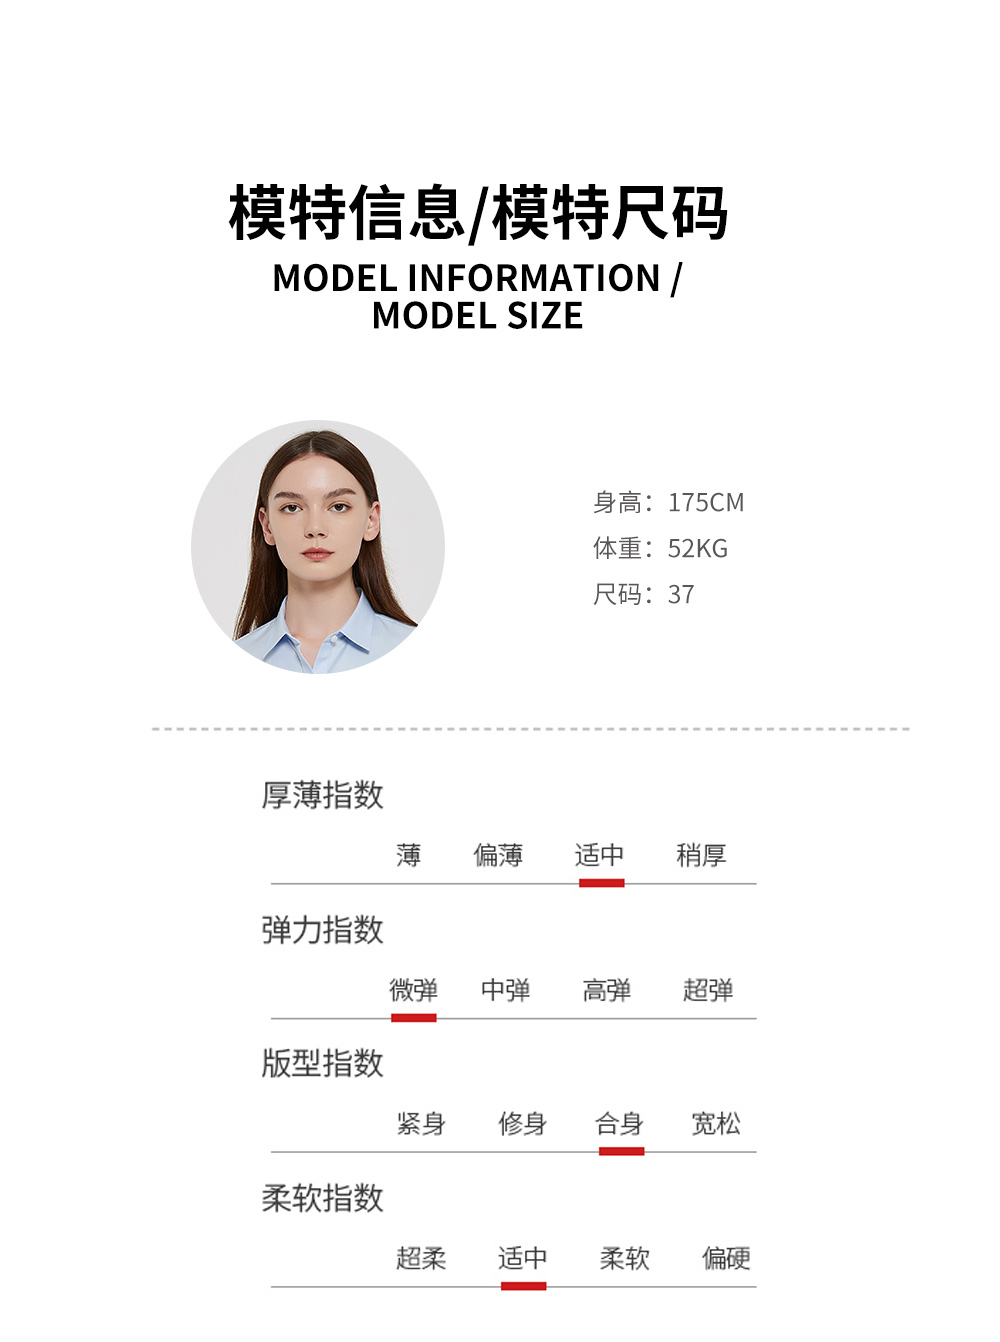 模特信息/模特尺码
MODEL INFORMATION /
MODEL SIZE
身高：175CM
体重：52KG
尺码：37
厚薄指数
薄 偏薄 适中 稍厚
弹力指数
微弹 中弹 高弹 超弹
版型指数
紧身 修身 合身 宽松
柔软指数
超柔 适中 柔软 偏硬